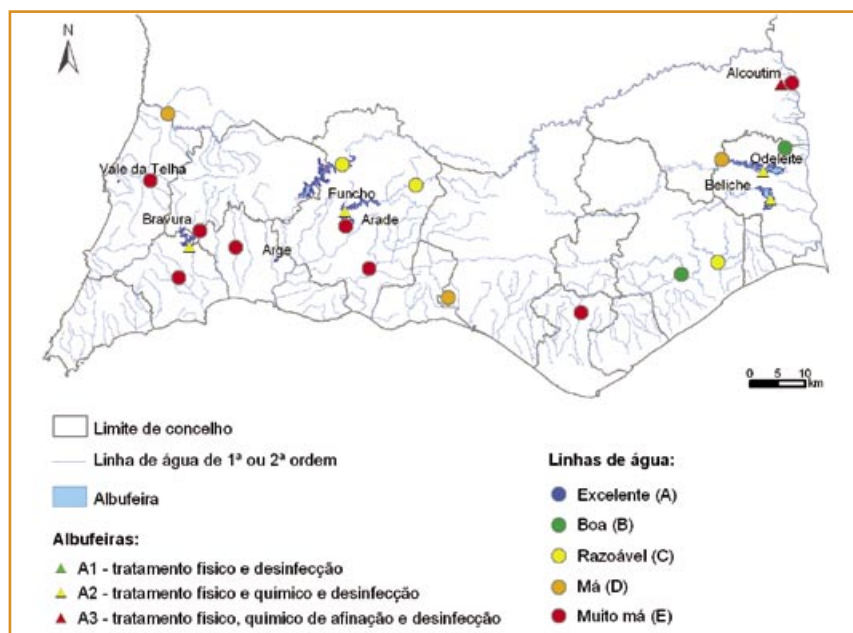 N
Alcoutim
Vale da Telha
Odeleite
Funcho
Beliche
Bravura
Arade
Arge
0 5 10
km
Limite de concelho
Linha de água de 1ª ou 2ª ordem
Albufeira
Albufeiras:
A1 - tratamento físico e desinfecção
A2 - tratamento físico e químico e desinfecção
A3 - tratamento físico, químico de afinação e desinfecção
Linhas de água:
Excelente (A)
Boa (B)
Razoável (C)
Má (D)
Muito má (E)